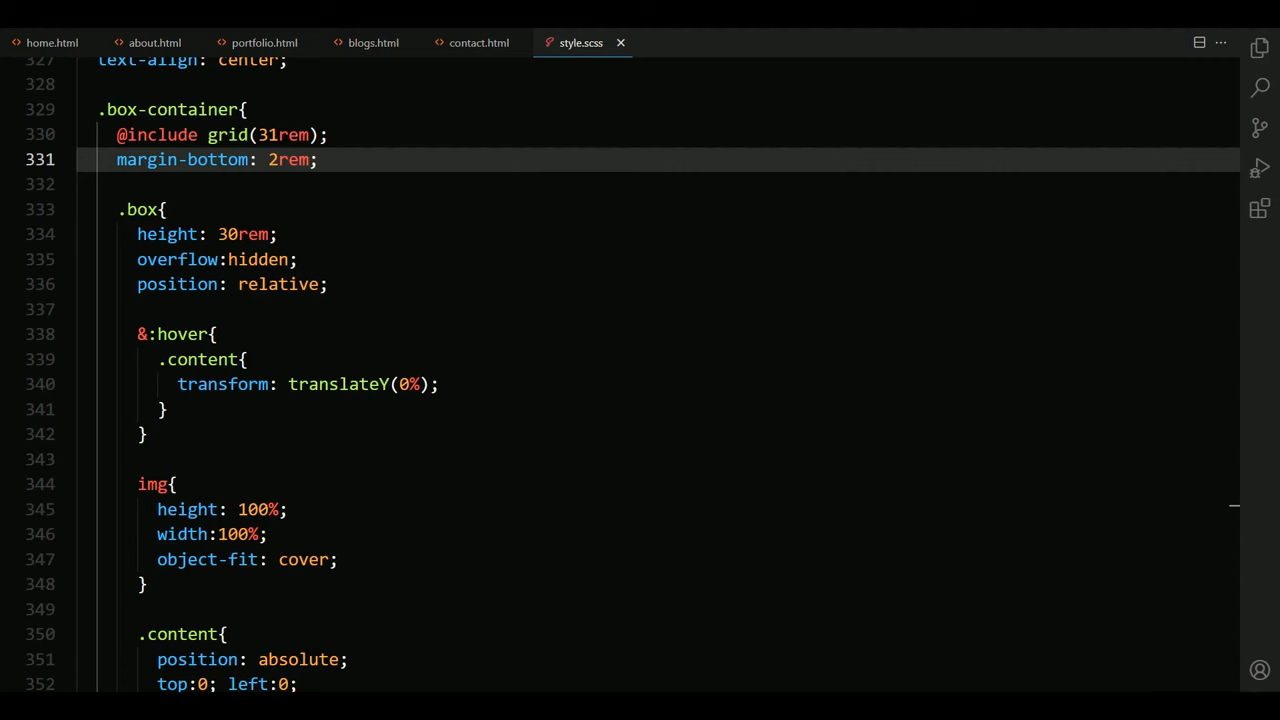 home.html about.html portfolio.html blogs.html contact.html style.scss
327 text-align: center;
328
329 .box-container{
330 @include grid(31rem);
331 margin-bottom: 2rem;
332
333 .box{
334 height: 30rem;
335 overflow:hidden;
336 position: relative;
337
338 &:hover{
339 .content{
340 transform: translateY(0%);
341 }
342 }
343
344 img{
345 height: 100%;
346 width:100%;
347 object-fit: cover;
348 }
349
350 .content{
351 position: absolute;
352 top:0; left:0;